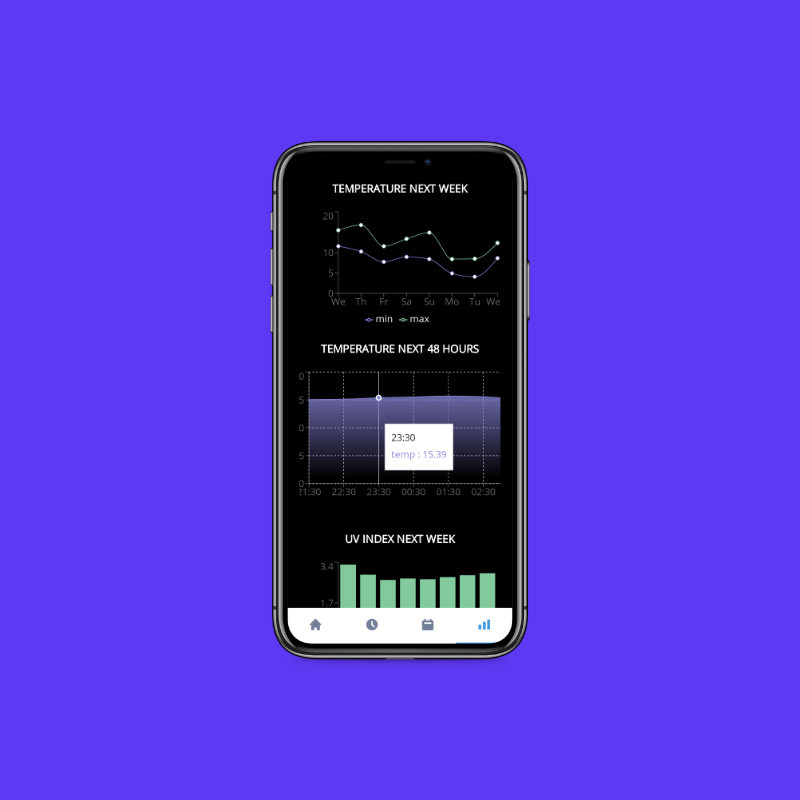 TEMPERATURE NEXT WEEK
20
10
5
0
We Th Fr Sa Su Mo Tu We
min max
TEMPERATURE NEXT 48 HOURS
0
5
0
5
0
23:30
temp : 15.39
21:30 22:30 23:30 00:30 01:30 02:30
UV INDEX NEXT WEEK
3.4
1.7